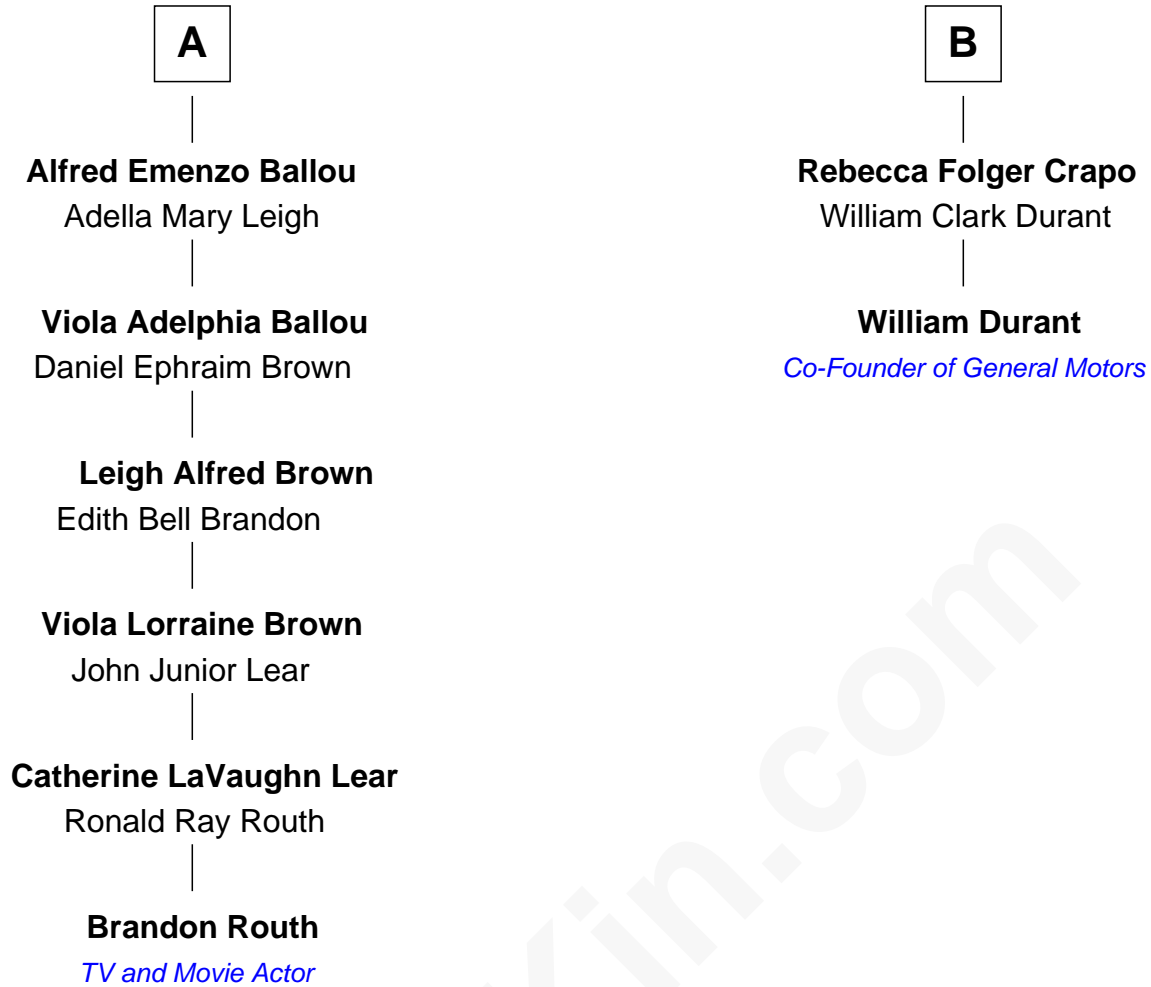 A
Alfred Emenzo Ballou
Adella Mary Leigh
Viola Adelphia Ballou
Daniel Ephraim Brown
Leigh Alfred Brown
Edith Bell Brandon
Viola Lorraine Brown
John Junior Lear
Catherine LaVaughn Lear
Ronald Ray Routh
Brandon Routh
TV and Movie Actor
B
Rebecca Folger Crapo
William Clark Durant
William Durant
Co-Founder of General Motors
Kin.com